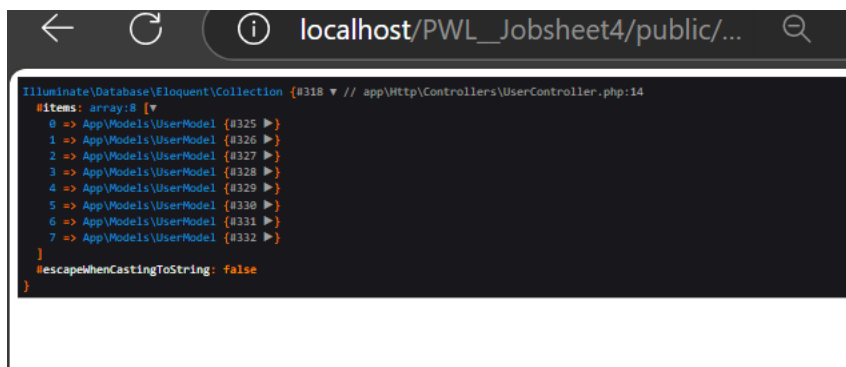 localhost/PWL__Jobsheet4/public/...
Illuminate\Database\Eloquent\Collection {#318 ▼ // app\Http\Controllers\UserController.php:14
#items: array:8 [▼
0 => App\Models\UserModel {#325 ▶}
1 => App\Models\UserModel {#326 ▶}
2 => App\Models\UserModel {#327 ▶}
3 => App\Models\UserModel {#328 ▶}
4 => App\Models\UserModel {#329 ▶}
5 => App\Models\UserModel {#330 ▶}
6 => App\Models\UserModel {#331 ▶}
7 => App\Models\UserModel {#332 ▶}
]
#escapeWhenCastingToString: false
}